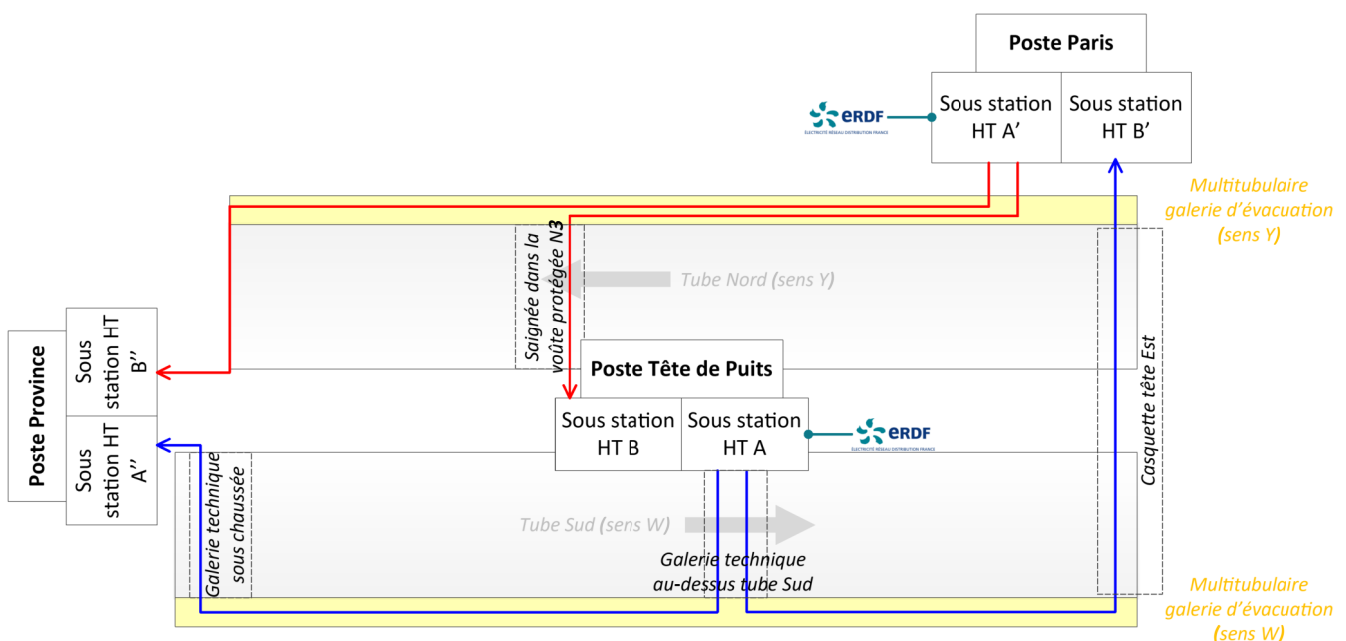 Poste Paris
Sous station
HT A’
Sous station
HT B’
eRDF
ÉLECTRICITÉ RÉSEAU DISTRIBUTION FRANCE
Multitubulaire
galerie d’évacuation
(sens Y)
Saignée dans la
voûte protégée N3
Tube Nord (sens Y)
Casquette tête Est
Poste Province
Sous
station HT
B’’
Sous
station HT
A’’
Poste Tête de Puits
Sous station
HT B
Sous station
HT A
eRDF
ÉLECTRICITÉ RÉSEAU DISTRIBUTION FRANCE
Galerie technique
sous chaussée
Tube Sud (sens W)
Galerie technique
au-dessus tube Sud
Multitubulaire
galerie d’évacuation
(sens W)